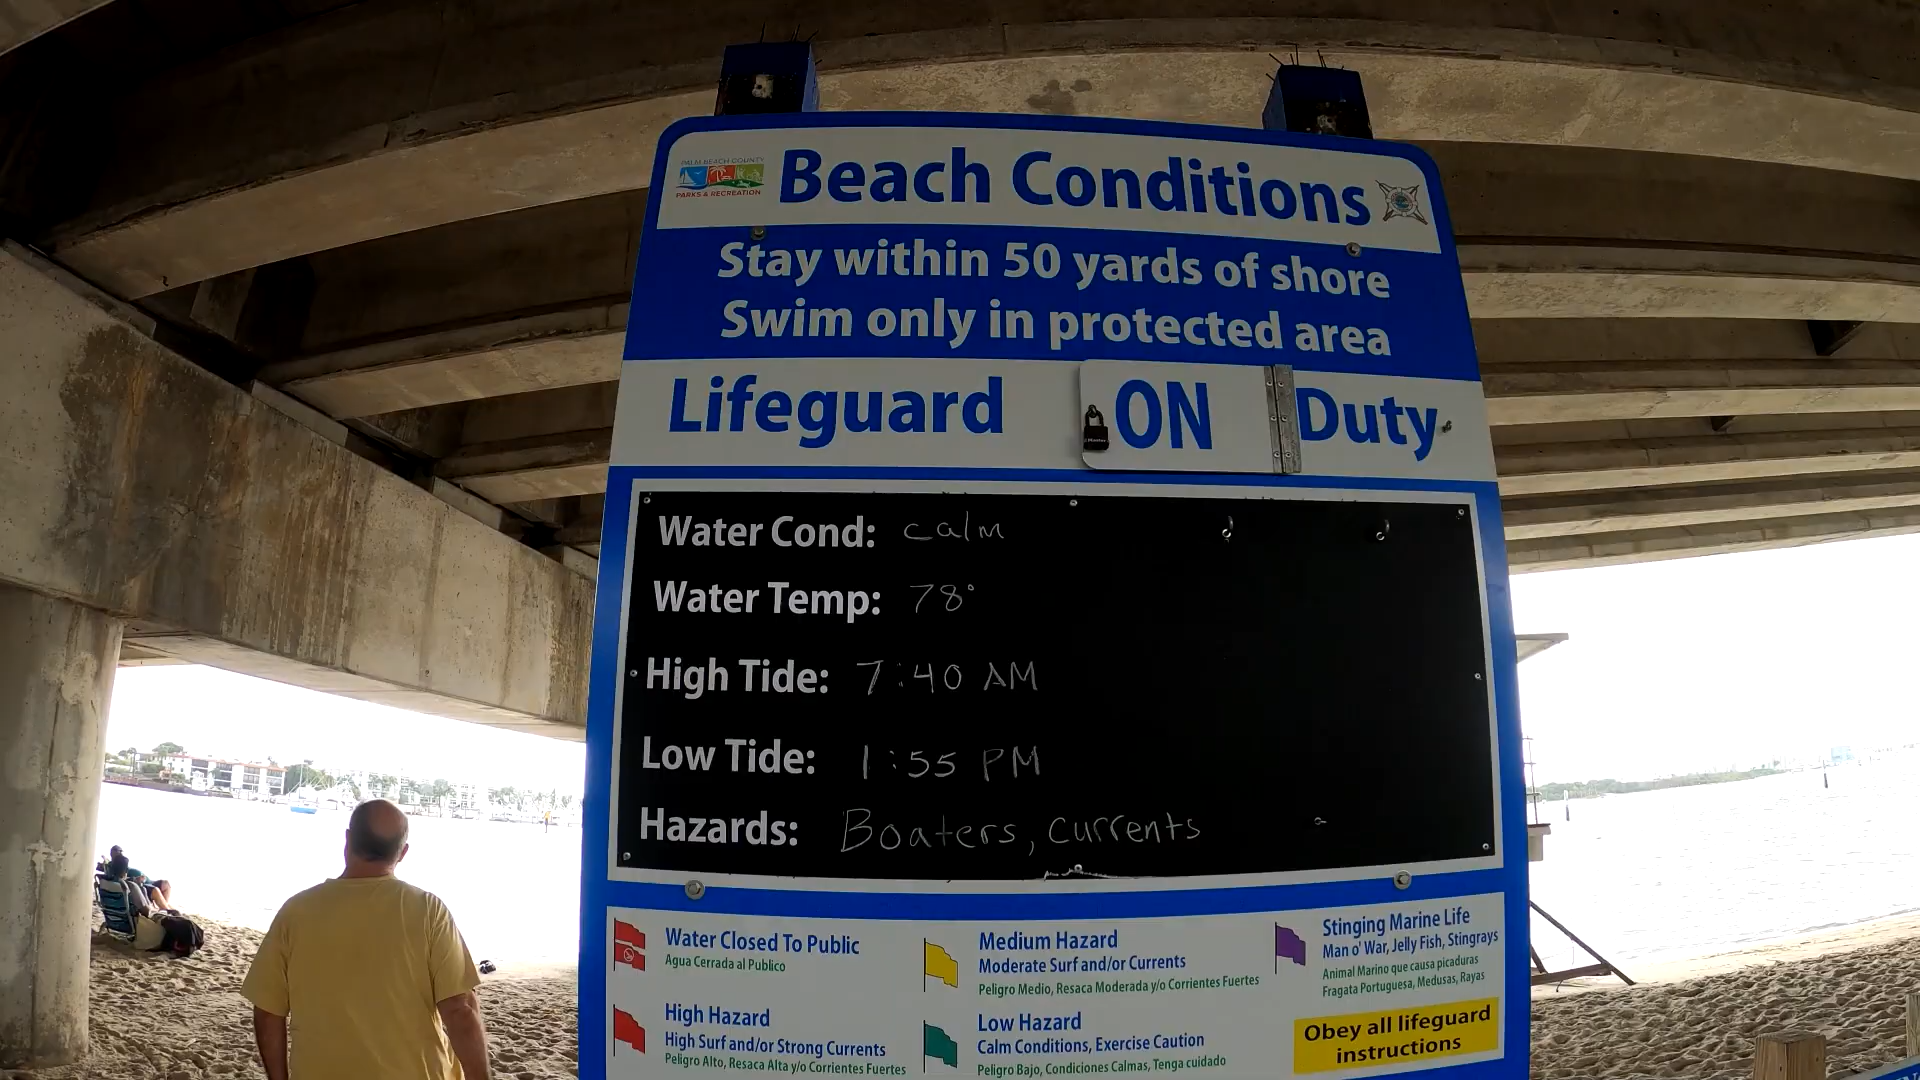 PALM BEACH COUNTY
PARKS & RECREATION
Beach Conditions
Stay within 50 yards of shore
Swim only in protected area
Lifeguard ON Duty
Water Cond: calm
Water Temp: 78°
High Tide: 7:40 AM
Low Tide: 1:55 PM
Hazards: Boaters, currents
Water Closed To Public
Agua Cerrada al Publico
High Hazard
High Surf and/or Strong Currents
Peligro Alto, Resaca Alta y/o Corrientes Fuertes
Medium Hazard
Moderate Surf and/or Currents
Peligro Medio, Resaca Moderada y/o Corrientes Fuertes
Low Hazard
Calm Conditions, Exercise Caution
Peligro Bajo, Condiciones Calmas, Tenga cuidado
Stinging Marine Life
Man o' War, Jelly Fish, Stingrays
Animal Marino que causa picaduras
Fragata Portuguesa, Medusas, Rayas
Obey all lifeguard
instructions